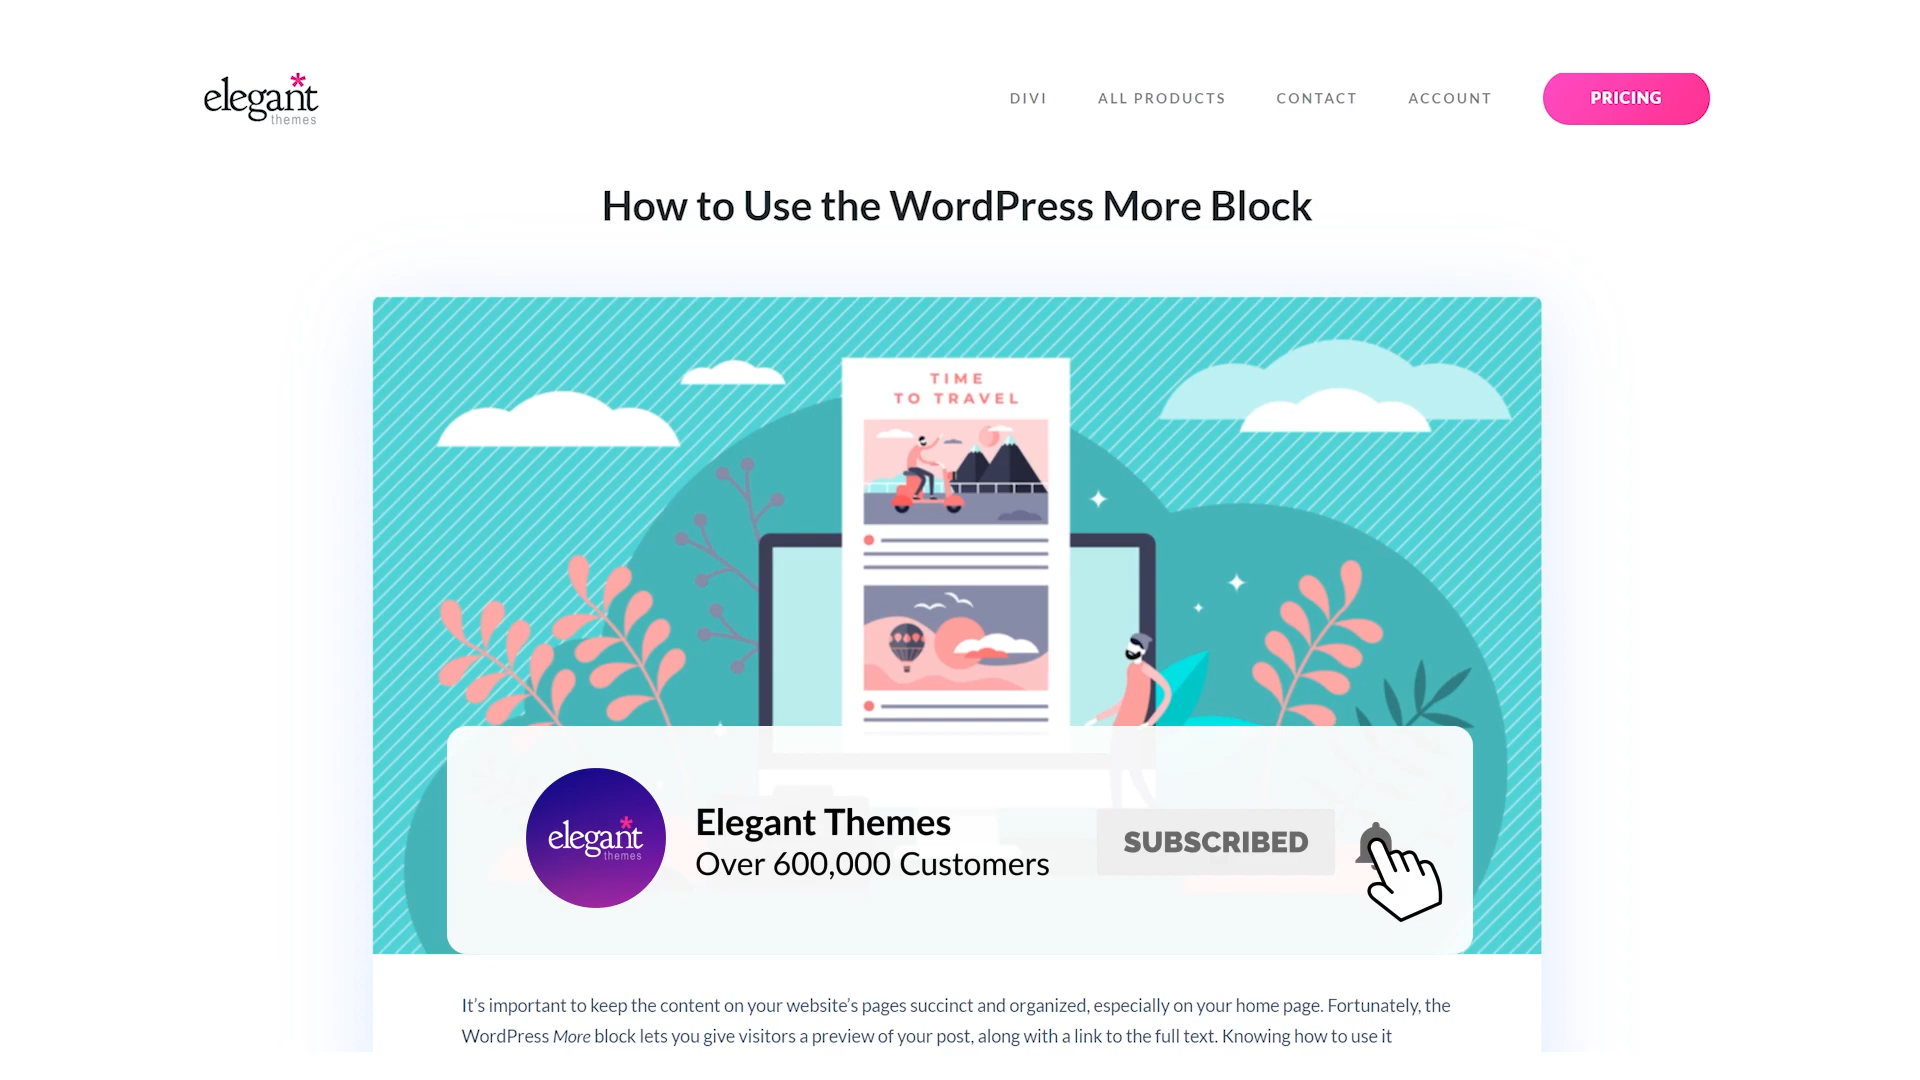 elegant*
themes
DIVI
ALL PRODUCTS
CONTACT
ACCOUNT
PRICING
How to Use the WordPress More Block
TIME
TO TRAVEL
elegant*
themes
Elegant Themes
Over 600,000 Customers
SUBSCRIBED
It’s important to keep the content on your website’s pages succinct and organized, especially on your home page. Fortunately, the
WordPress More block lets you give visitors a preview of your post, along with a link to the full text. Knowing how to use it